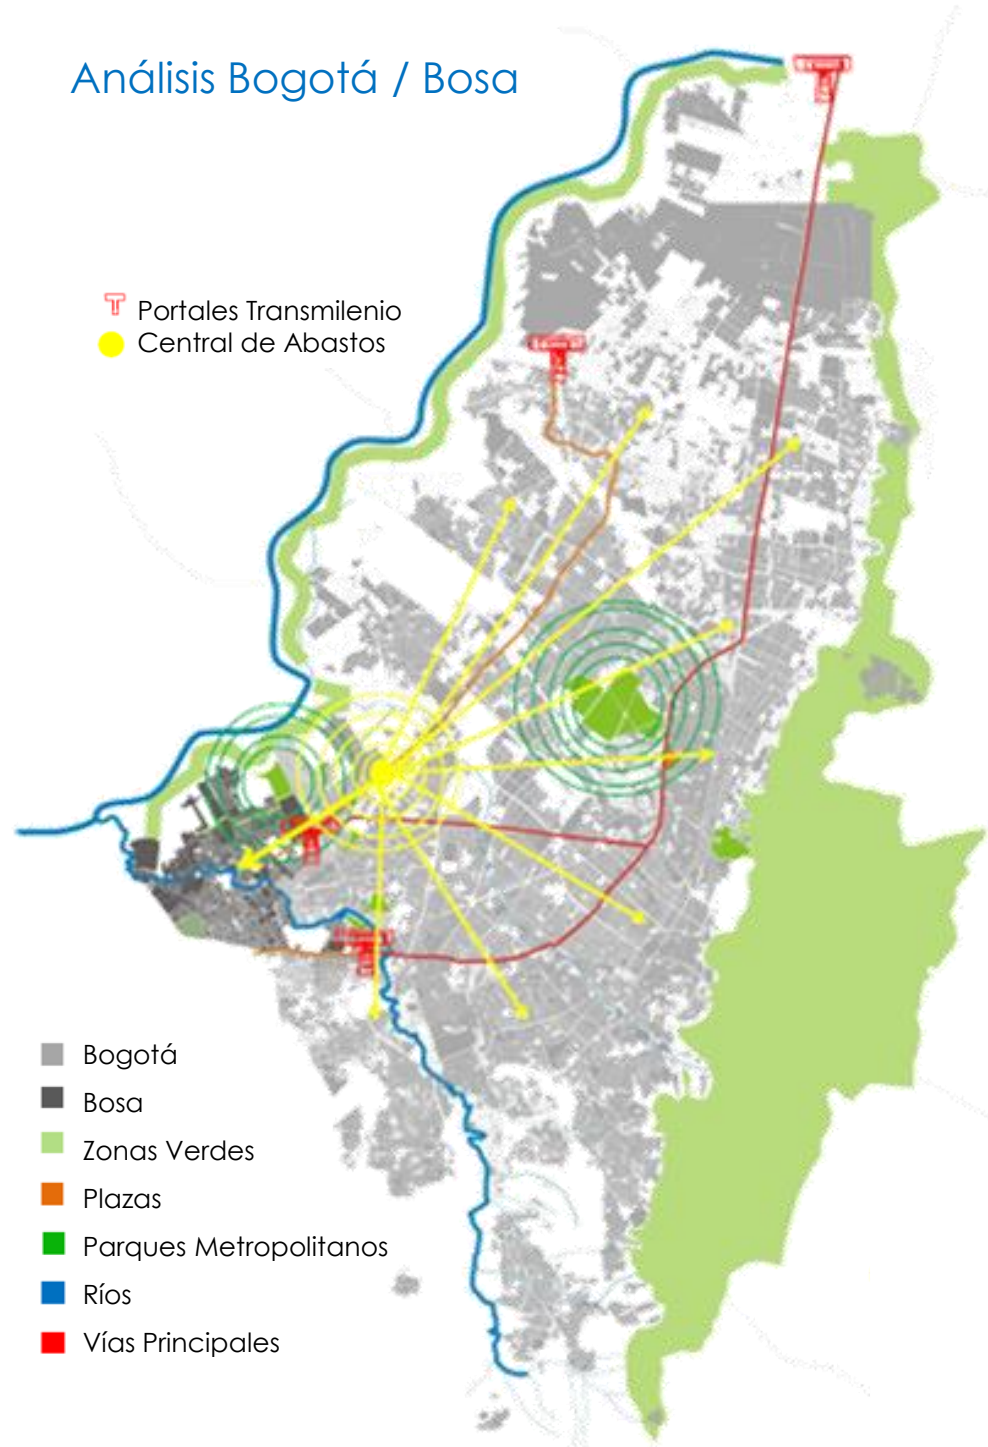 Análisis Bogotá / Bosa
Portales Transmilenio
Central de Abastos
Bogotá
Bosa
Zonas Verdes
Plazas
Parques Metropolitanos
Ríos
Vías Principales